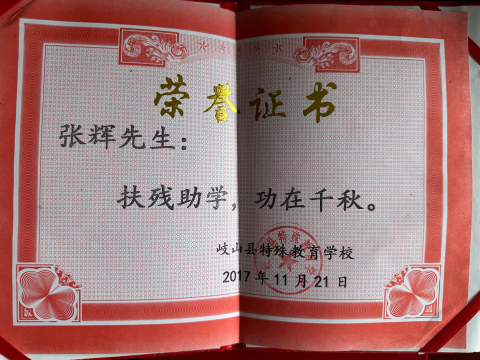 荣誉证书
张辉先生：
扶残助学，功在千秋。
岐山县特殊教育学校
2017年11月21日